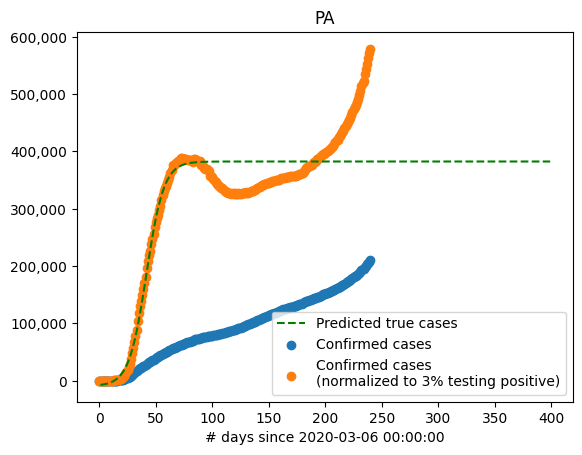 PA
600,000
500,000
400,000
300,000
200,000
100,000
0
Predicted true cases
Confirmed cases
Confirmed cases
(normalized to 3% testing positive)
0 50 100 150 200 250 300 350 400
# days since 2020-03-06 00:00:00